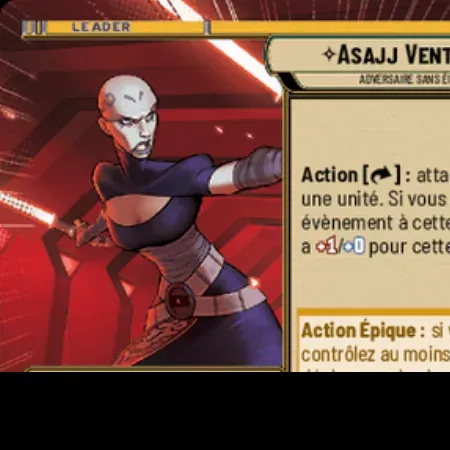 LEADER
ASAJJ VENT
ADVERSAIRE SANS
Action [ ] : atta
une unité. Si vous
évènement à cette
a +1/+0 pour cette
Action Épique : si
contrôlez au moins